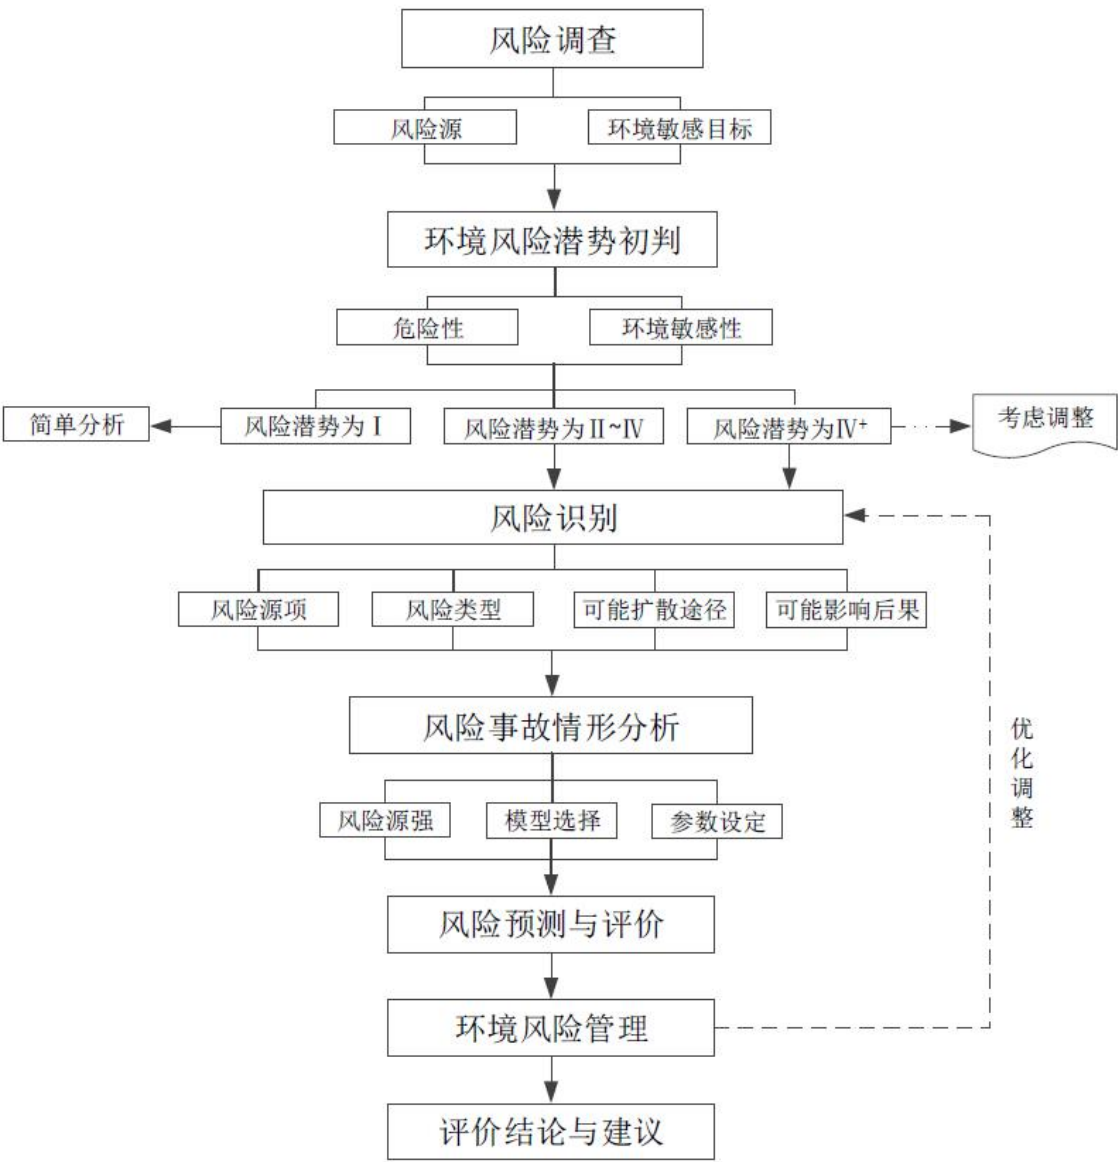 风险调查
风险源
环境敏感目标
环境风险潜势初判
危险性
环境敏感性
简单分析
风险潜势为Ⅰ
风险潜势为Ⅱ~Ⅳ
风险潜势为Ⅳ⁺
考虑调整
风险识别
风险源项
风险类型
可能扩散途径
可能影响后果
风险事故情形分析
优化调整
风险源强
模型选择
参数设定
风险预测与评价
环境风险管理
评价结论与建议